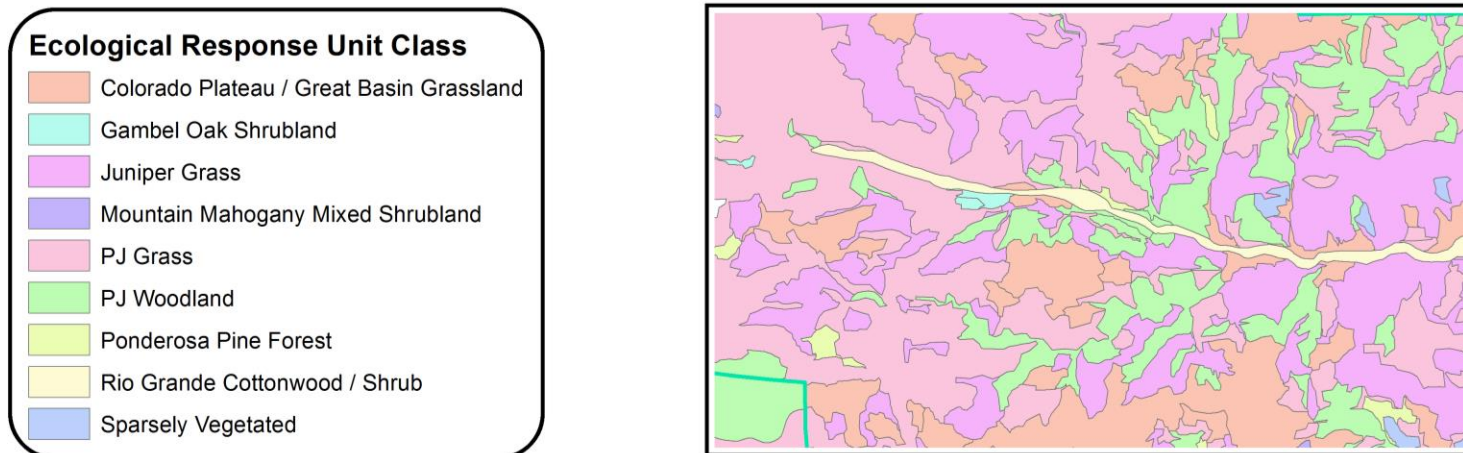 Ecological Response Unit Class
Colorado Plateau / Great Basin Grassland
Gambel Oak Shrubland
Juniper Grass
Mountain Mahogany Mixed Shrubland
PJ Grass
PJ Woodland
Ponderosa Pine Forest
Rio Grande Cottonwood / Shrub
Sparsely Vegetated